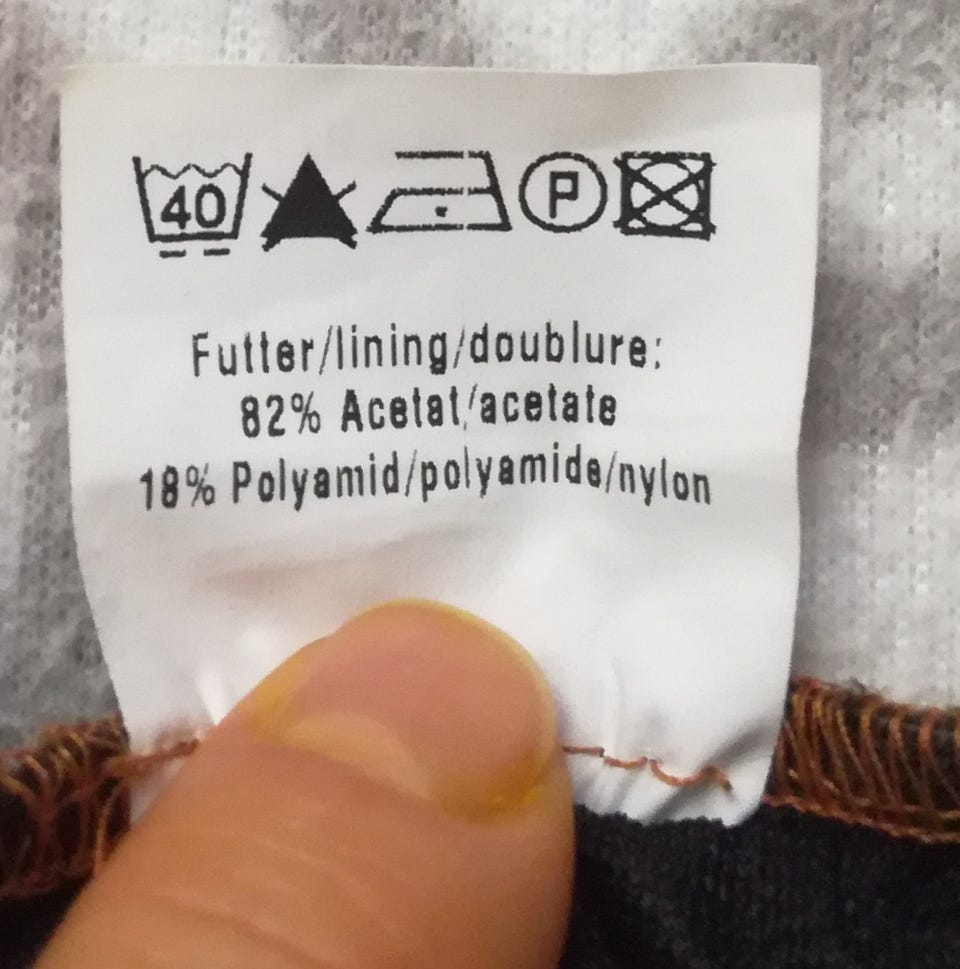 40 P
Futter/lining/doublure:
82% Acetat/acetate
18% Polyamid/polyamide/nylon